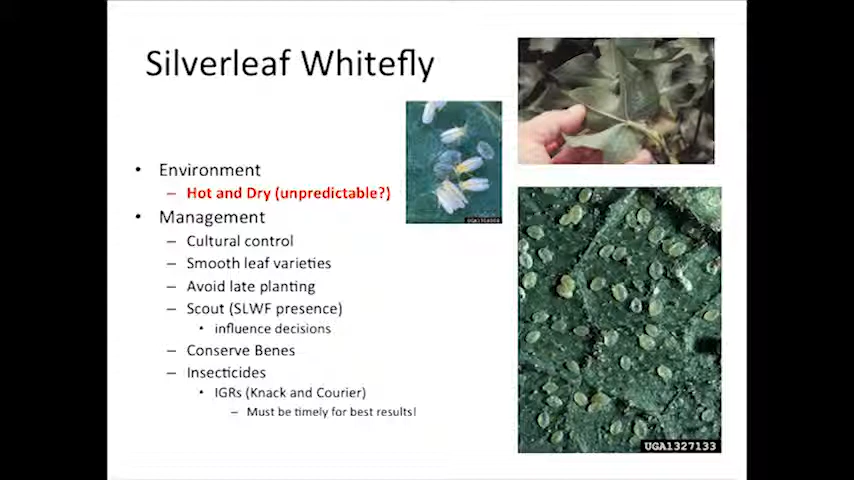 Silverleaf Whitefly
• Environment
– Hot and Dry (unpredictable?)
• Management
– Cultural control
– Smooth leaf varieties
– Avoid late planting
– Scout (SLWF presence)
• influence decisions
– Conserve Benes
– Insecticides
• IGRs (Knack and Courier)
– Must be timely for best results!
UGA1327133